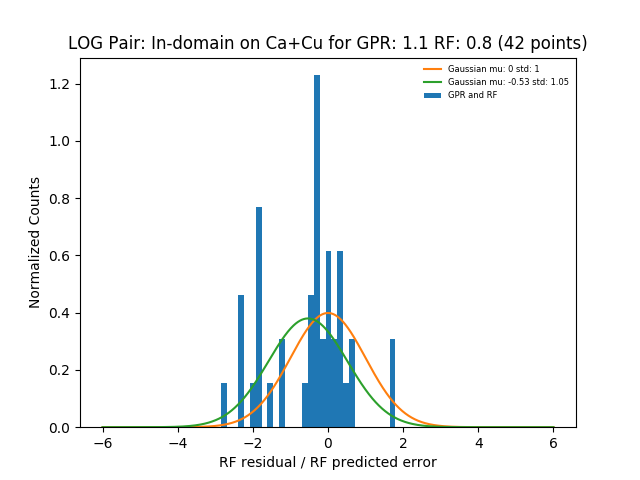 LOG Pair: In-domain on Ca+Cu for GPR: 1.1 RF: 0.8 (42 points)
Gaussian mu: 0 std: 1
Gaussian mu: -0.53 std: 1.05
GPR and RF
1.2
1.0
0.8
0.6
0.4
0.2
0.0
Normalized Counts
−6 −4 −2 0 2 4 6
RF residual / RF predicted error